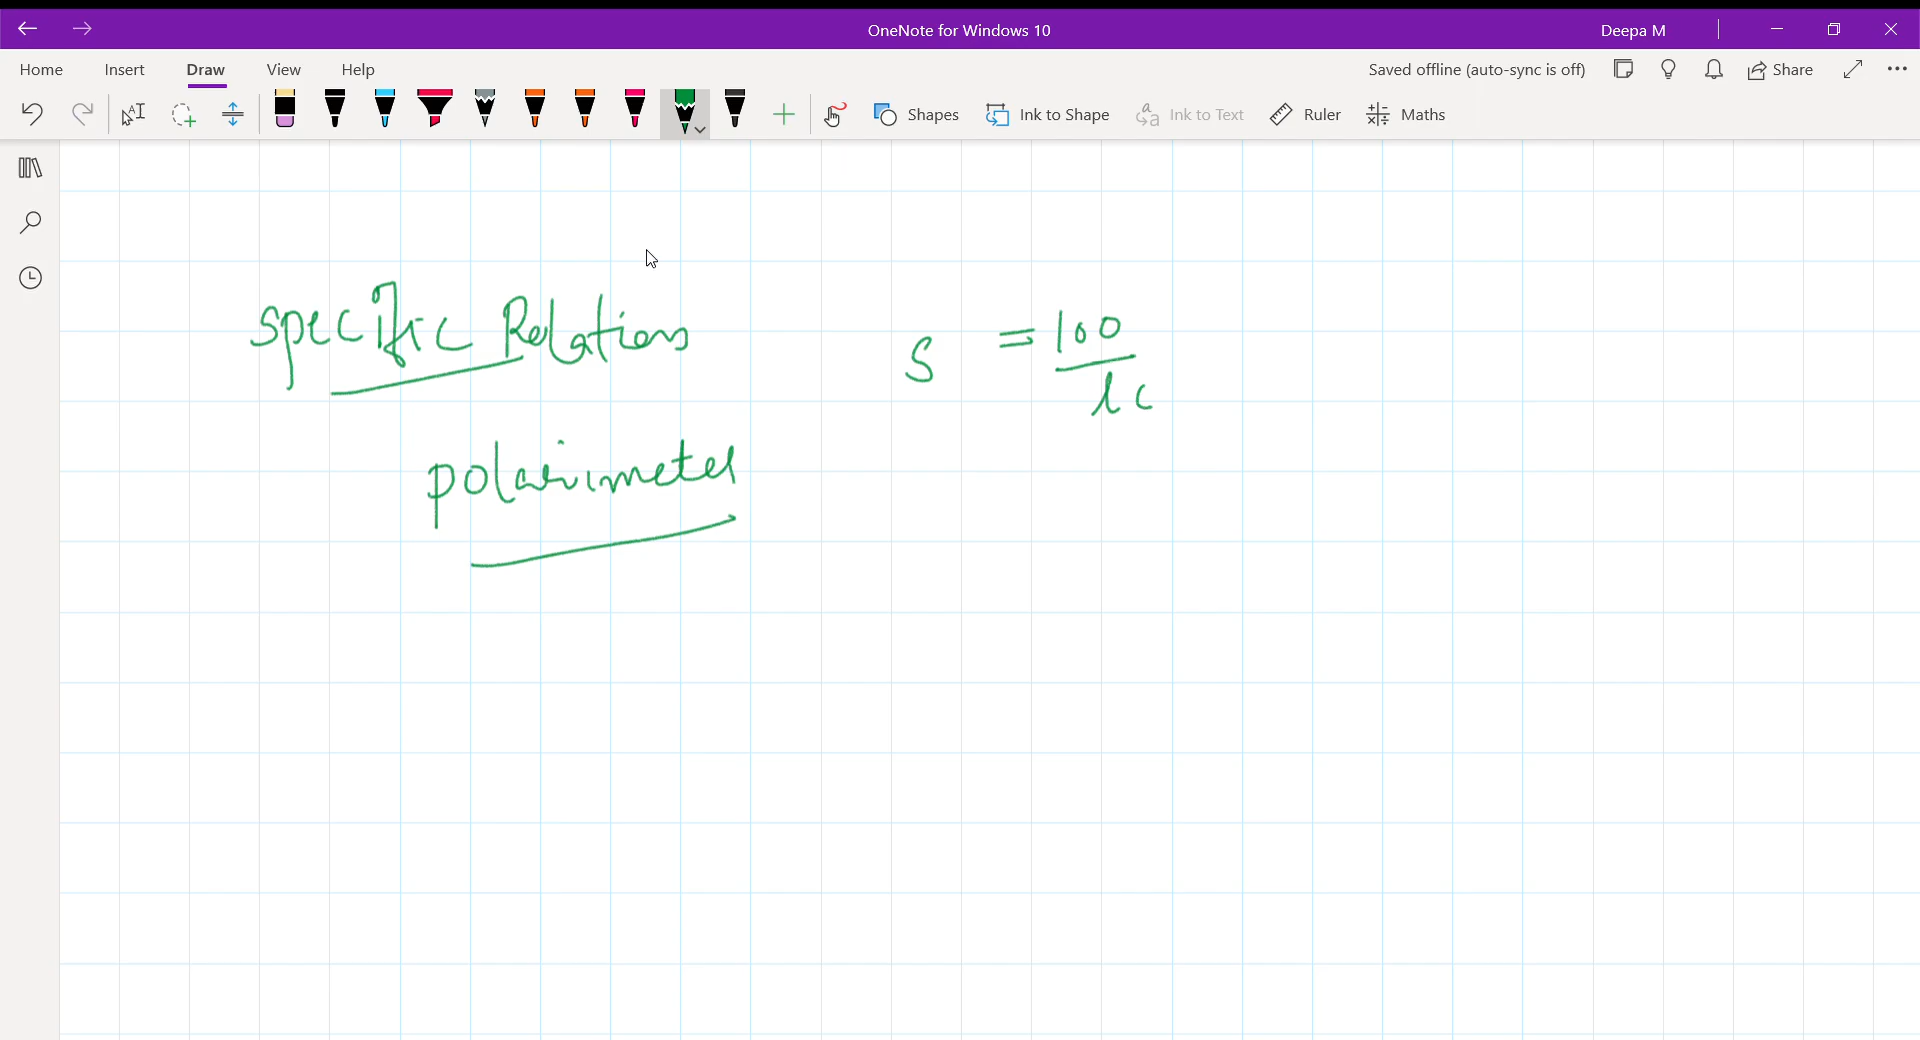 OneNote for Windows 10
Deepa M
Home Insert Draw View Help
Saved offline (auto-sync is off) Share
Shapes Ink to Shape Ink to Text Ruler Maths
specific Relations
S = 100
lc
polarimeter